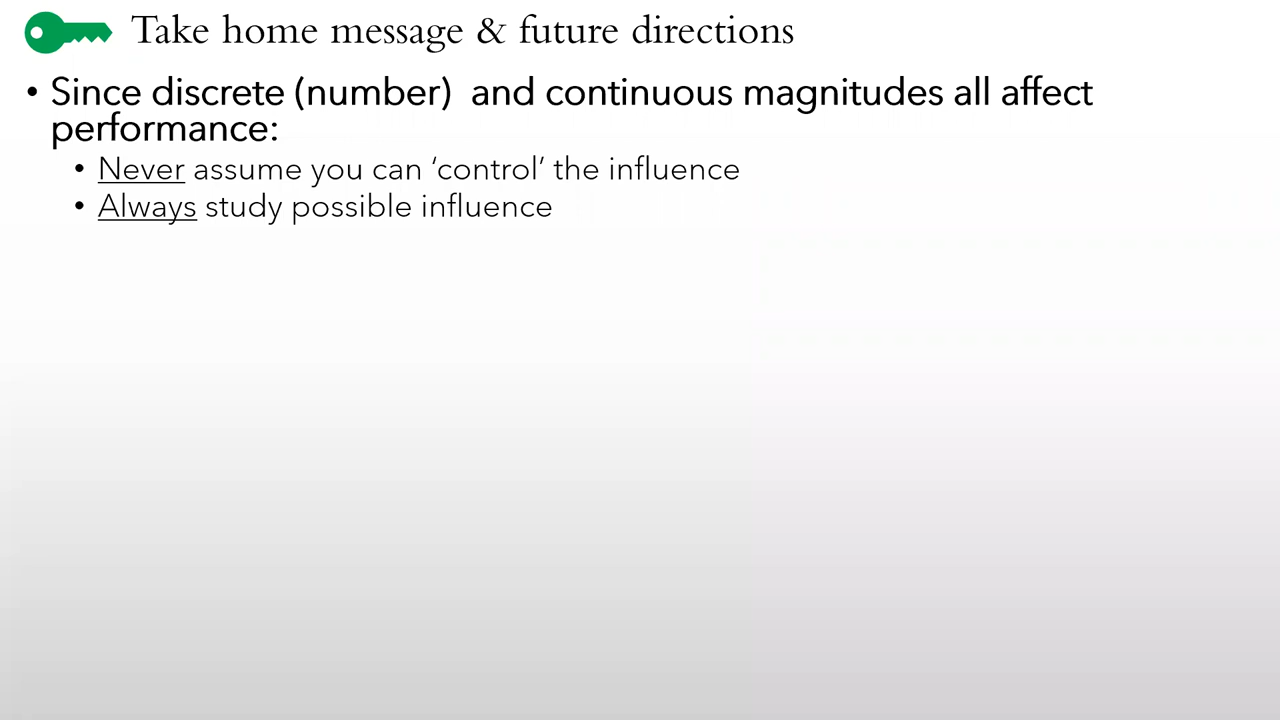 Take home message & future directions
• Since discrete (number)  and continuous magnitudes all affect
performance:
• Never assume you can ‘control’ the influence
• Always study possible influence